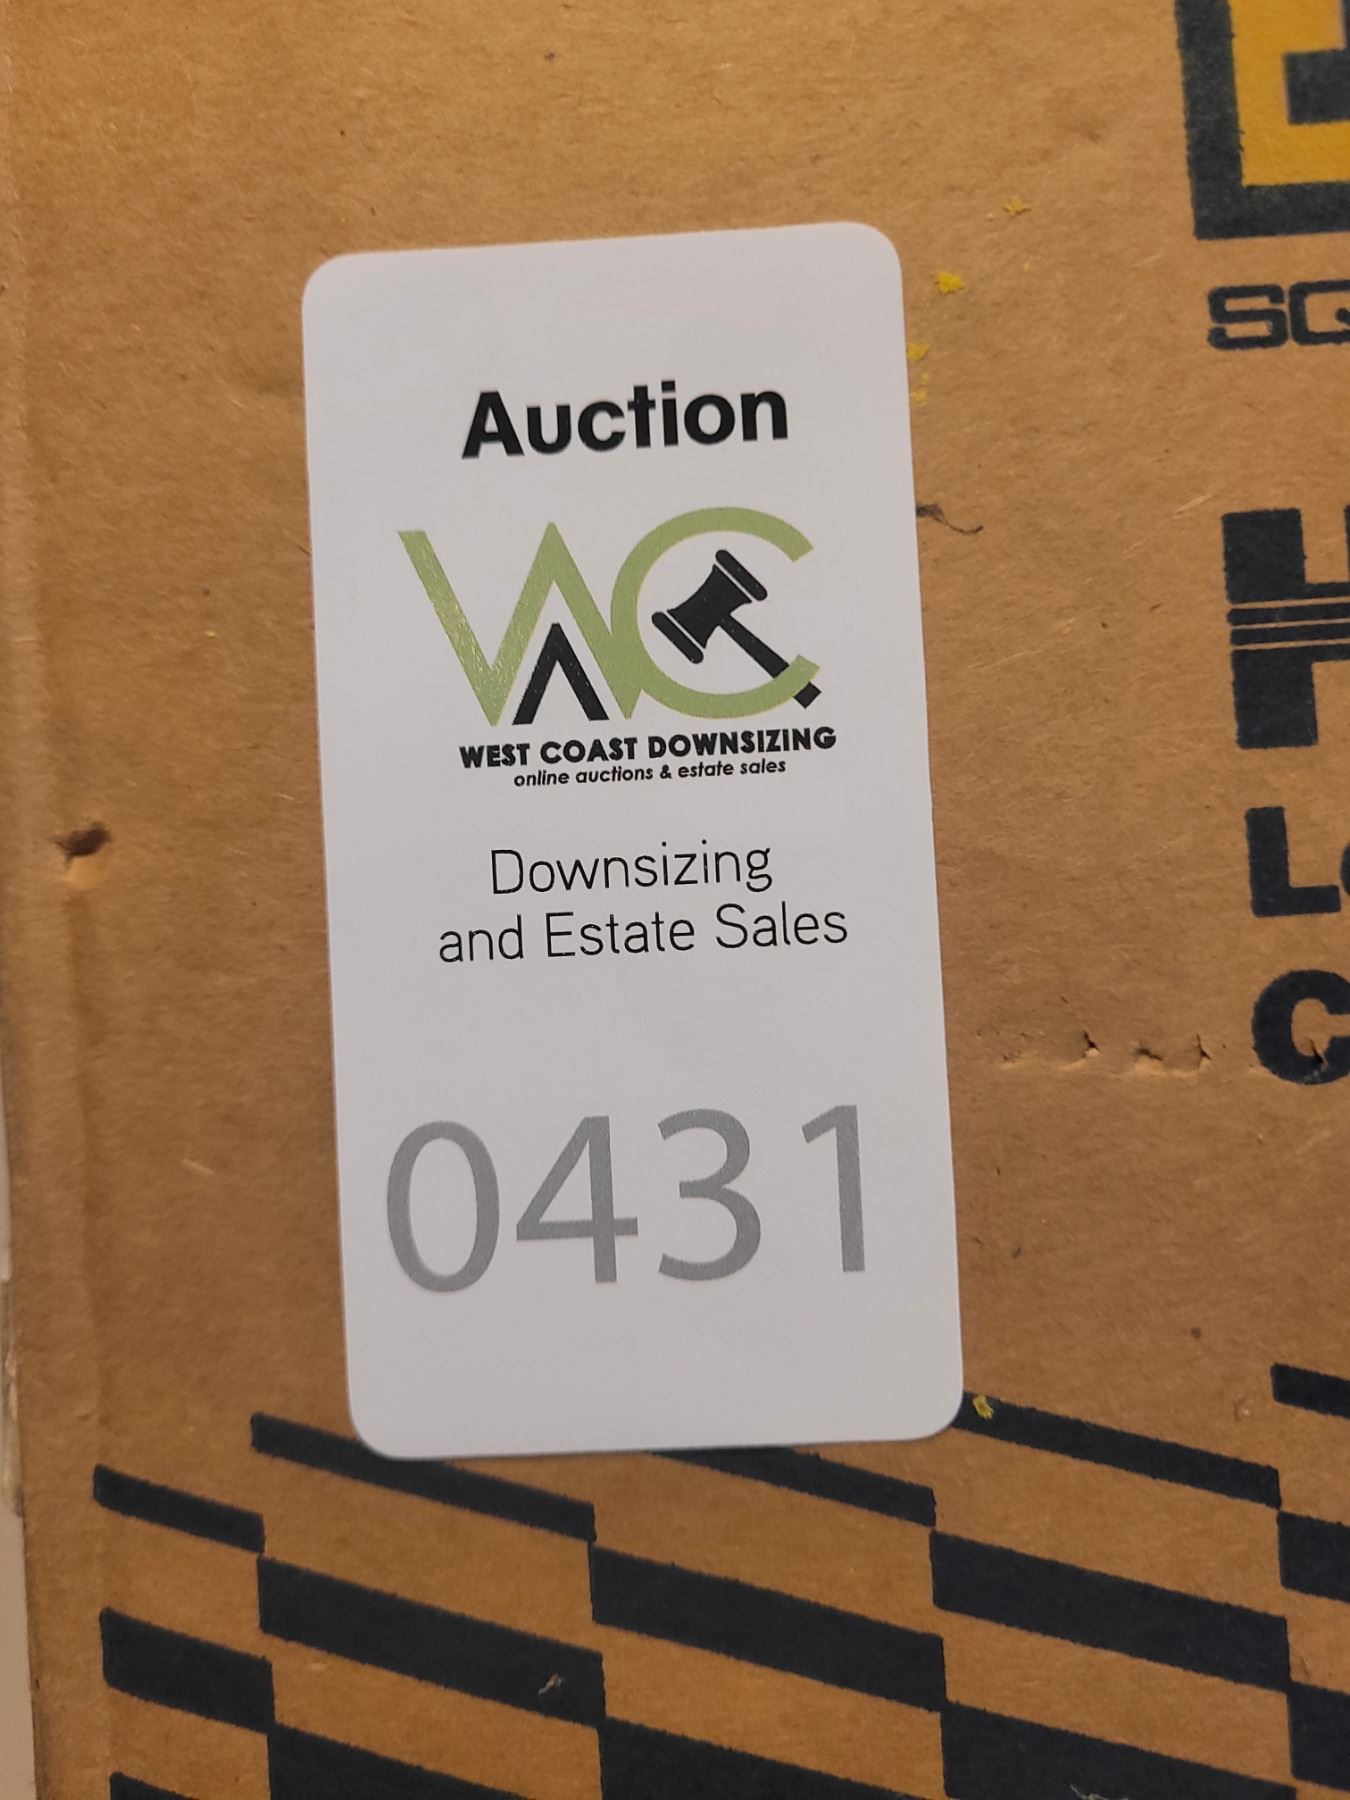 Auction
WEST COAST DOWNSIZING
online auctions & estate sales
Downsizing
and Estate Sales
0431